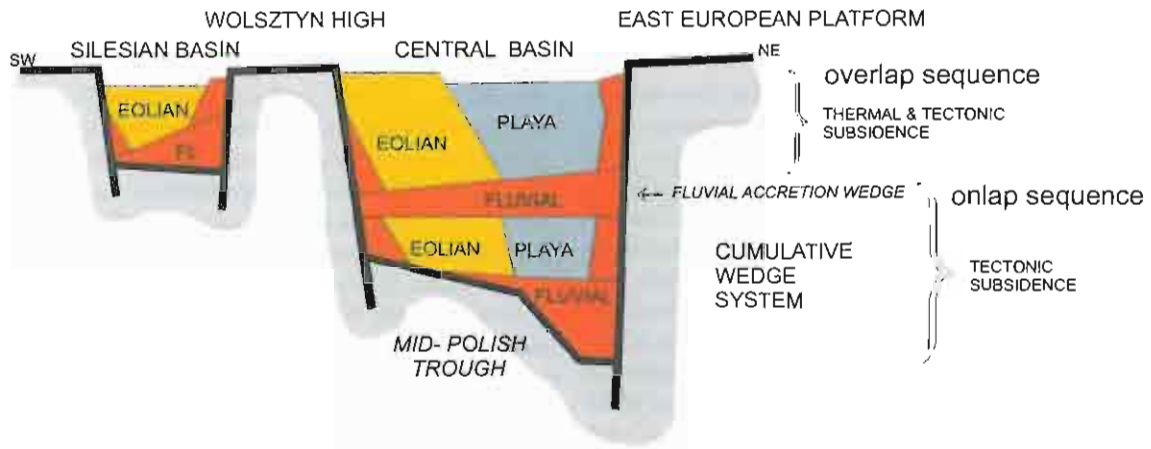 WOLSZTYN HIGH
EAST EUROPEAN PLATFORM
SILESIAN BASIN
CENTRAL BASIN
SW
NE
overlap sequence
THERMAL & TECTONIC
SUBSIDENCE
EOLIAN
PLAYA
EOLIAN
FL
FLUVIAL
FLUVIAL ACCRETION WEDGE
onlap sequence
EOLIAN
PLAYA
CUMULATIVE
WEDGE
SYSTEM
TECTONIC
SUBSIDENCE
FLUVIAL
MID- POLISH
TROUGH